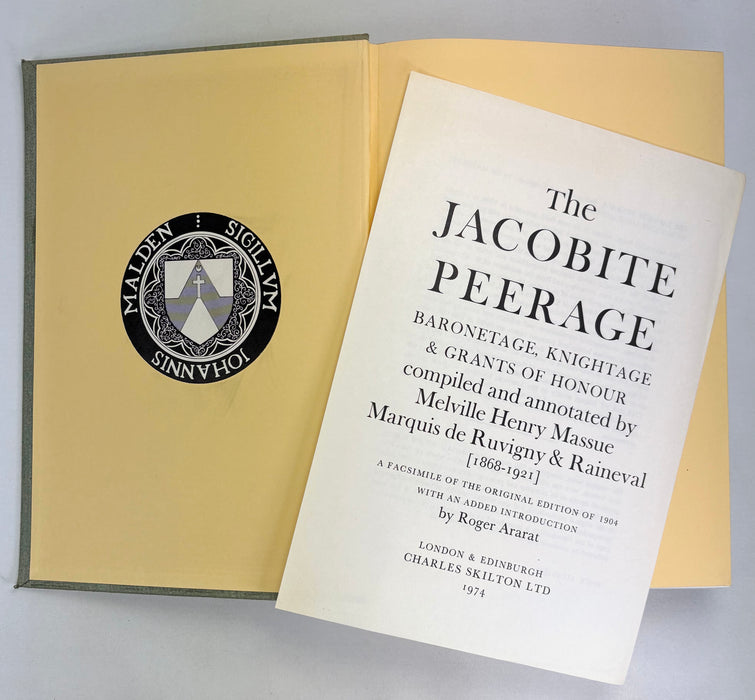 MALDEN : SIGILLVM
IOHANNIS
The
JACOBITE
PEERAGE
BARONETAGE, KNIGHTAGE
& GRANTS OF HONOUR
compiled and annotated by
Melville Henry Massue
Marquis de Ruvigny & Raineval
[1868-1921]
A FACSIMILE OF THE ORIGINAL EDITION OF 1904
WITH AN ADDED INTRODUCTION
by Roger Ararat
LONDON & EDINBURGH
CHARLES SKILTON LTD
1974